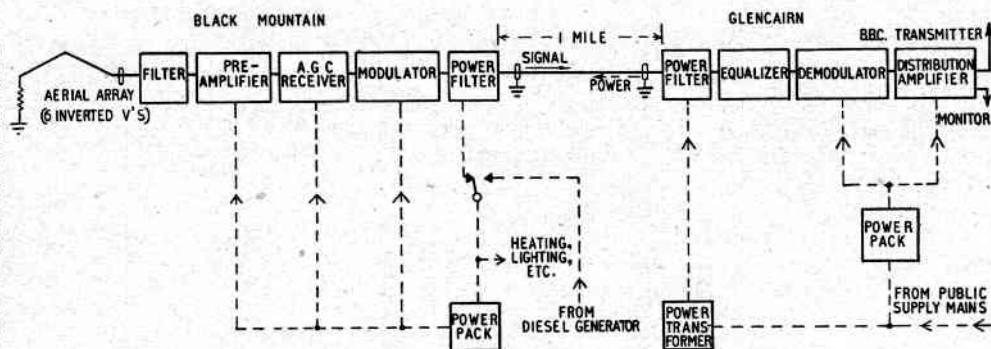 BLACK MOUNTAIN
GLENCAIRN
1 MILE
B.B.C. TRANSMITTER
SIGNAL
POWER
FILTER
PRE-
AMPLIFIER
A.G.C
RECEIVER
MODULATOR
POWER
FILTER
POWER
FILTER
EQUALIZER
DEMODULATOR
DISTRIBUTION
AMPLIFIER
AERIAL ARRAY
(6 INVERTED V'S)
MONITOR
HEATING,
LIGHTING,
ETC.
POWER
PACK
FROM
DIESEL GENERATOR
POWER
PACK
POWER
TRANS-
FORMER
FROM PUBLIC
SUPPLY MAINS